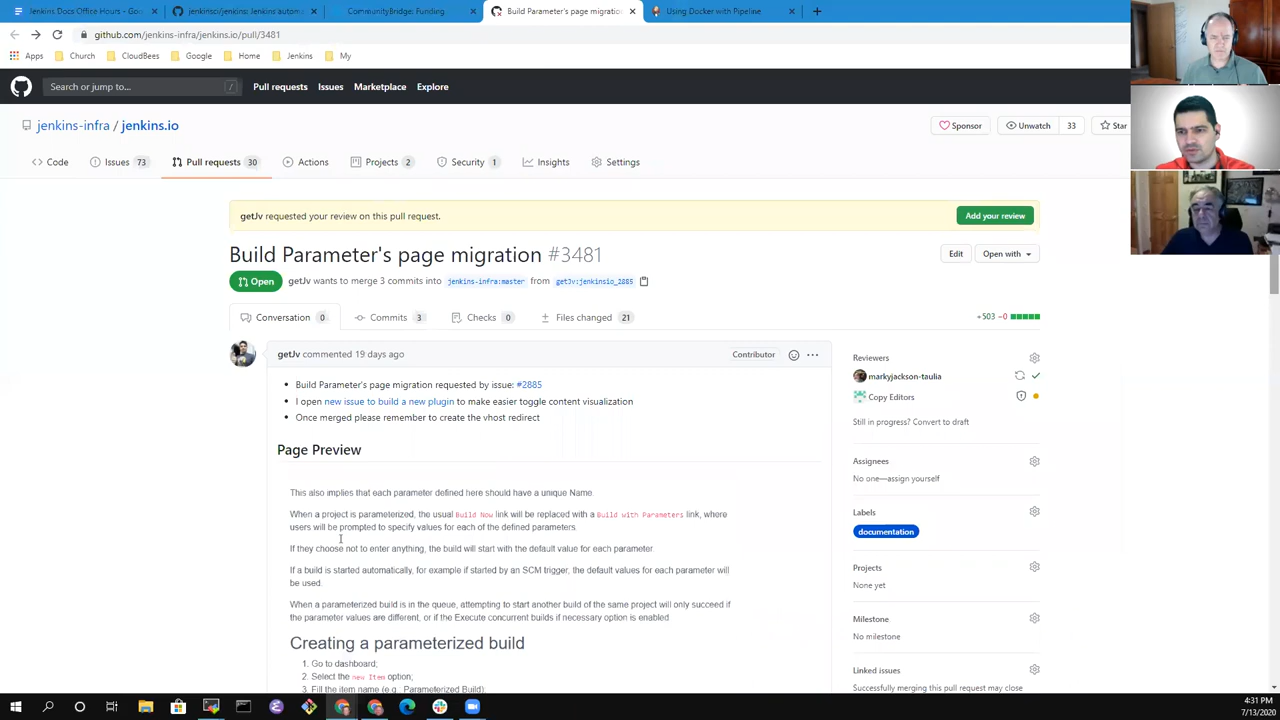 Jenkins Docs Office Hours - Goo
jenkinsci/jenkins: Jenkins autom
CommunityBridge: Funding
Build Parameter's page migratio
Using Docker with Pipeline
github.com/jenkins-infra/jenkins.io/pull/3481
Apps
Church
CloudBees
Google
Home
Jenkins
My
Search or jump to...
/
Pull requests
Issues
Marketplace
Explore
jenkins-infra / jenkins.io
Sponsor
Unwatch
33
Star
Code
Issues 73
Pull requests 30
Actions
Projects 2
Security 1
Insights
Settings
getJv requested your review on this pull request.
Add your review
Build Parameter's page migration #3481
Edit
Open with
Open
getJv wants to merge 3 commits into jenkins-infra:master from getJv:jenkinsio_2885
Conversation 0
Commits 3
Checks 0
Files changed 21
+503 −0
getJv commented 19 days ago
Contributor
Build Parameter's page migration requested by issue: #2885
I open new issue to build a new plugin to make easier toggle content visualization
Once merged please remember to create the vhost redirect
Page Preview
This also implies that each parameter defined here should have a unique Name.
When a project is parameterized, the usual Build Now link will be replaced with a Build with Parameters link, where
users will be prompted to specify values for each of the defined parameters.
If they choose not to enter anything, the build will start with the default value for each parameter.
If a build is started automatically, for example if started by an SCM trigger, the default values for each parameter will
be used.
When a parameterized build is in the queue, attempting to start another build of the same project will only succeed if
the parameter values are different, or if the Execute concurrent builds if necessary option is enabled
Creating a parameterized build
1. Go to dashboard;
2. Select the new Item option;
3. Fill the item name (e.g., Parameterized Build);
Reviewers
markyjackson-taulia
Copy Editors
Still in progress? Convert to draft
Assignees
No one—assign yourself
Labels
documentation
Projects
None yet
Milestone
No milestone
Linked issues
Successfully merging this pull request may close
4:31 PM
7/13/2020